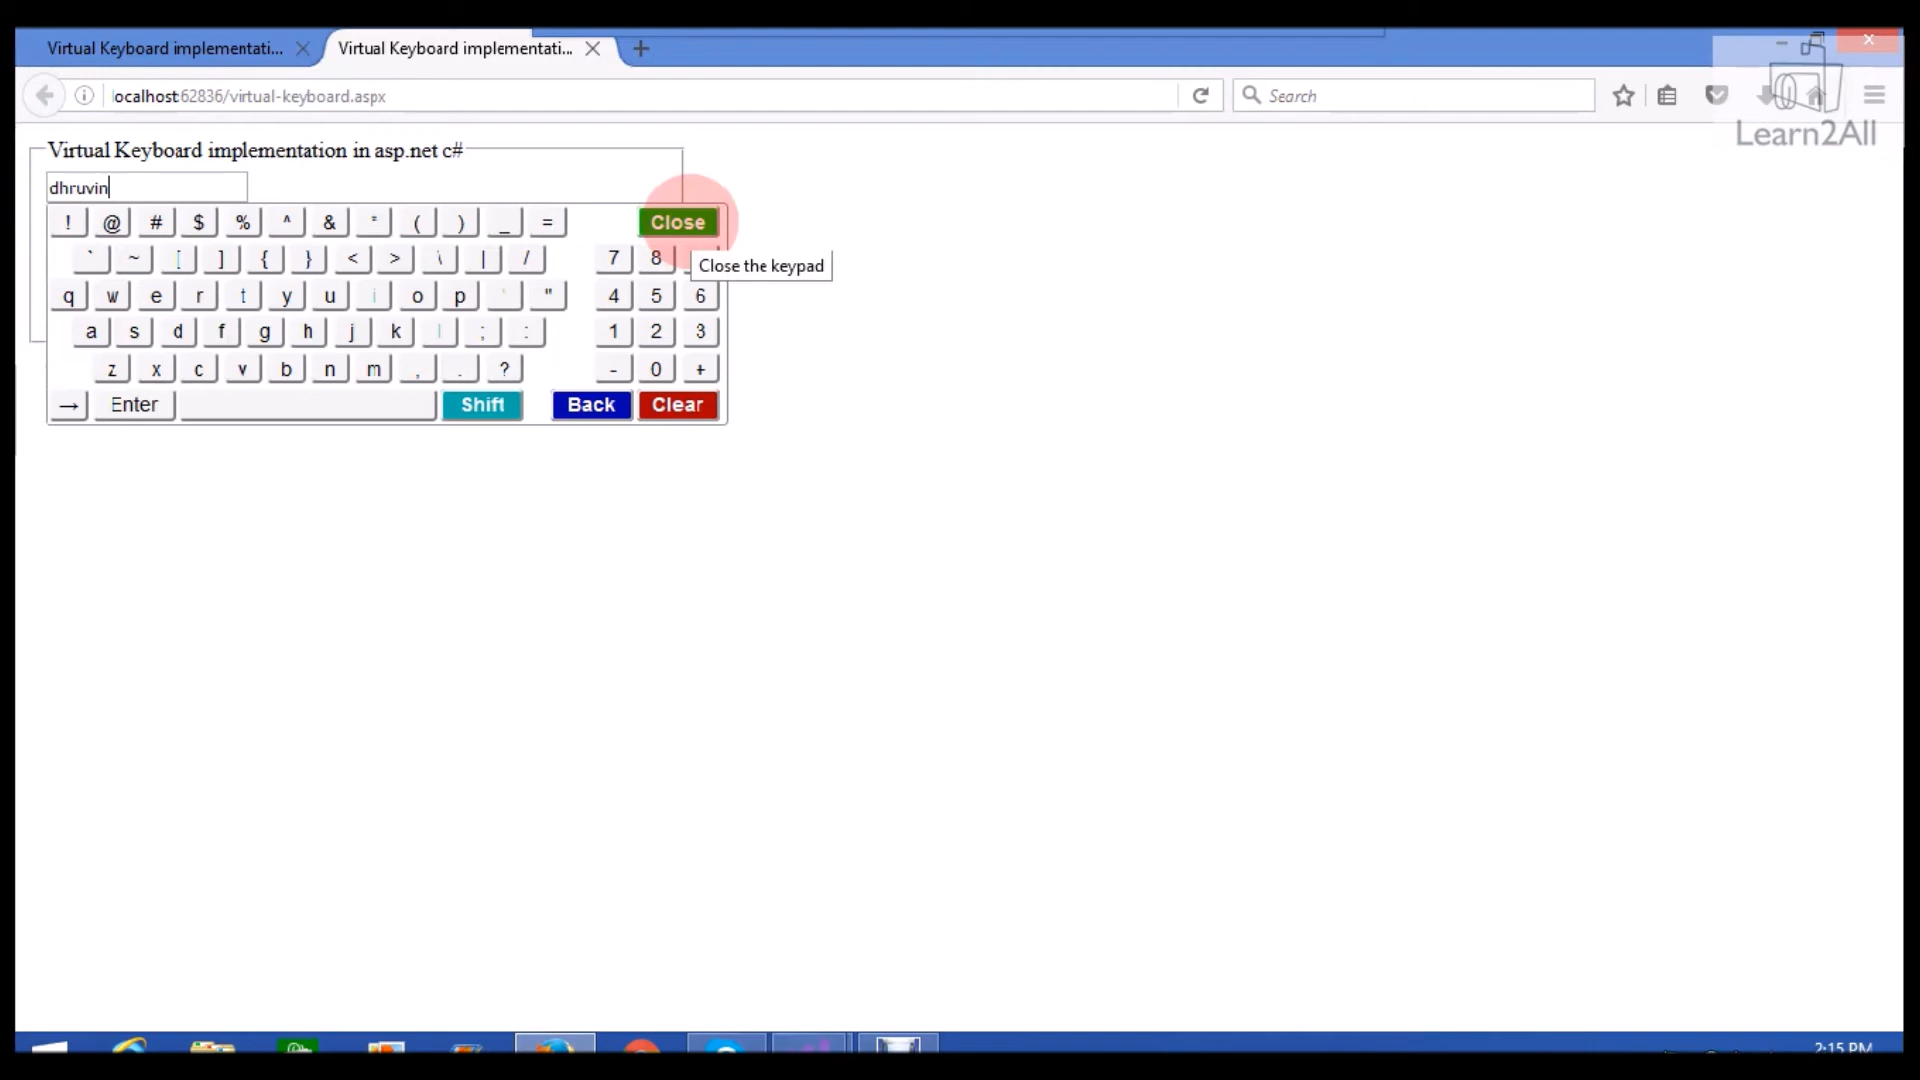 Virtual Keyboard implementati... Virtual Keyboard implementati...
localhost:62836/virtual-keyboard.aspx Search
Learn2All
Virtual Keyboard implementation in asp.net c#
dhruvin
! @ # $ % ^ & * ( ) _ = Close
` ~ [ ] { } < > \ | / 7 8
Close the keypad
q w e r t y u i o p ' " 4 5 6
a s d f g h j k l ; : 1 2 3
z x c v b n m , . ? - 0 +
→ Enter Shift Back Clear
2:15 PM